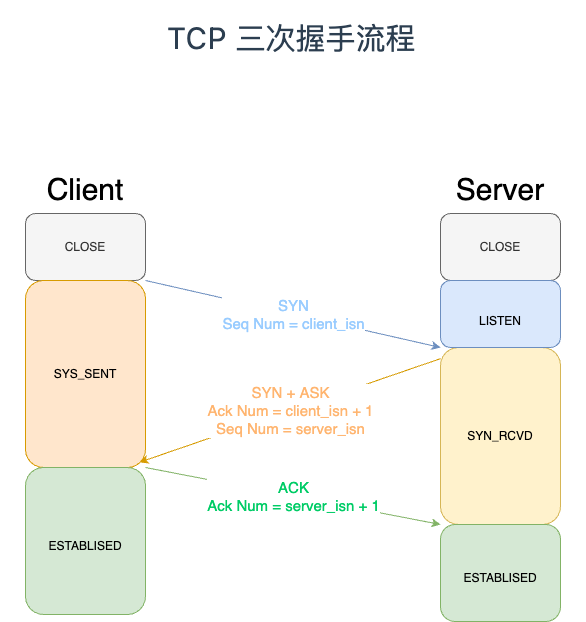 TCP 三次握手流程
Client
Server
CLOSE
CLOSE
SYN
Seq Num = client_isn
LISTEN
SYS_SENT
SYN + ASK
Ack Num = client_isn + 1
Seq Num = server_isn
SYN_RCVD
ACK
Ack Num = server_isn + 1
ESTABLISED
ESTABLISED